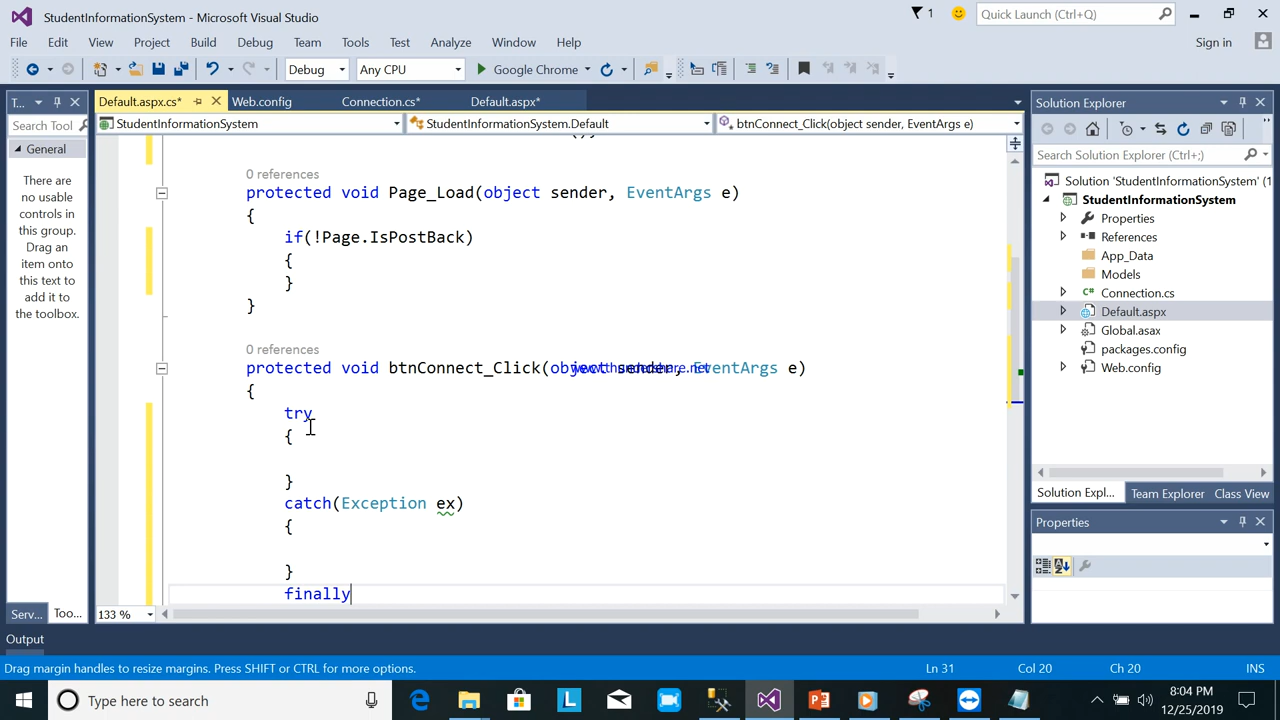 StudentInformationSystem - Microsoft Visual Studio
1
Quick Launch (Ctrl+Q)
File Edit View Project Build Debug Team Tools Test Analyze Window Help
Sign in
Debug
Any CPU
Google Chrome
T...
Default.aspx.cs*
Web.config
Connection.cs*
Default.aspx*
Solution Explorer
Search Tool
StudentInformationSystem
StudentInformationSystem.Default
btnConnect_Click(object sender, EventArgs e)
General
There are
no usable
controls in
this group.
Drag an
item onto
this text to
add it to
the toolbox.
();
0 references
protected void Page_Load(object sender, EventArgs e)
{
if(!Page.IsPostBack)
{
}
}
0 references
protected void btnConnect_Click(object sender, EventArgs e)
www.thundershare.net
{
try
{
}
catch(Exception ex)
{
}
finally
133 %
Search Solution Explorer (Ctrl+;)
Solution 'StudentInformationSystem' (1
StudentInformationSystem
Properties
References
App_Data
Models
Connection.cs
Default.aspx
Global.asax
packages.config
Web.config
Solution Expl...
Team Explorer
Class View
Properties
Serv...
Too...
Output
Drag margin handles to resize margins. Press SHIFT or CTRL for more options.
Ln 31
Col 20
Ch 20
INS
Type here to search
8:04 PM
12/25/2019